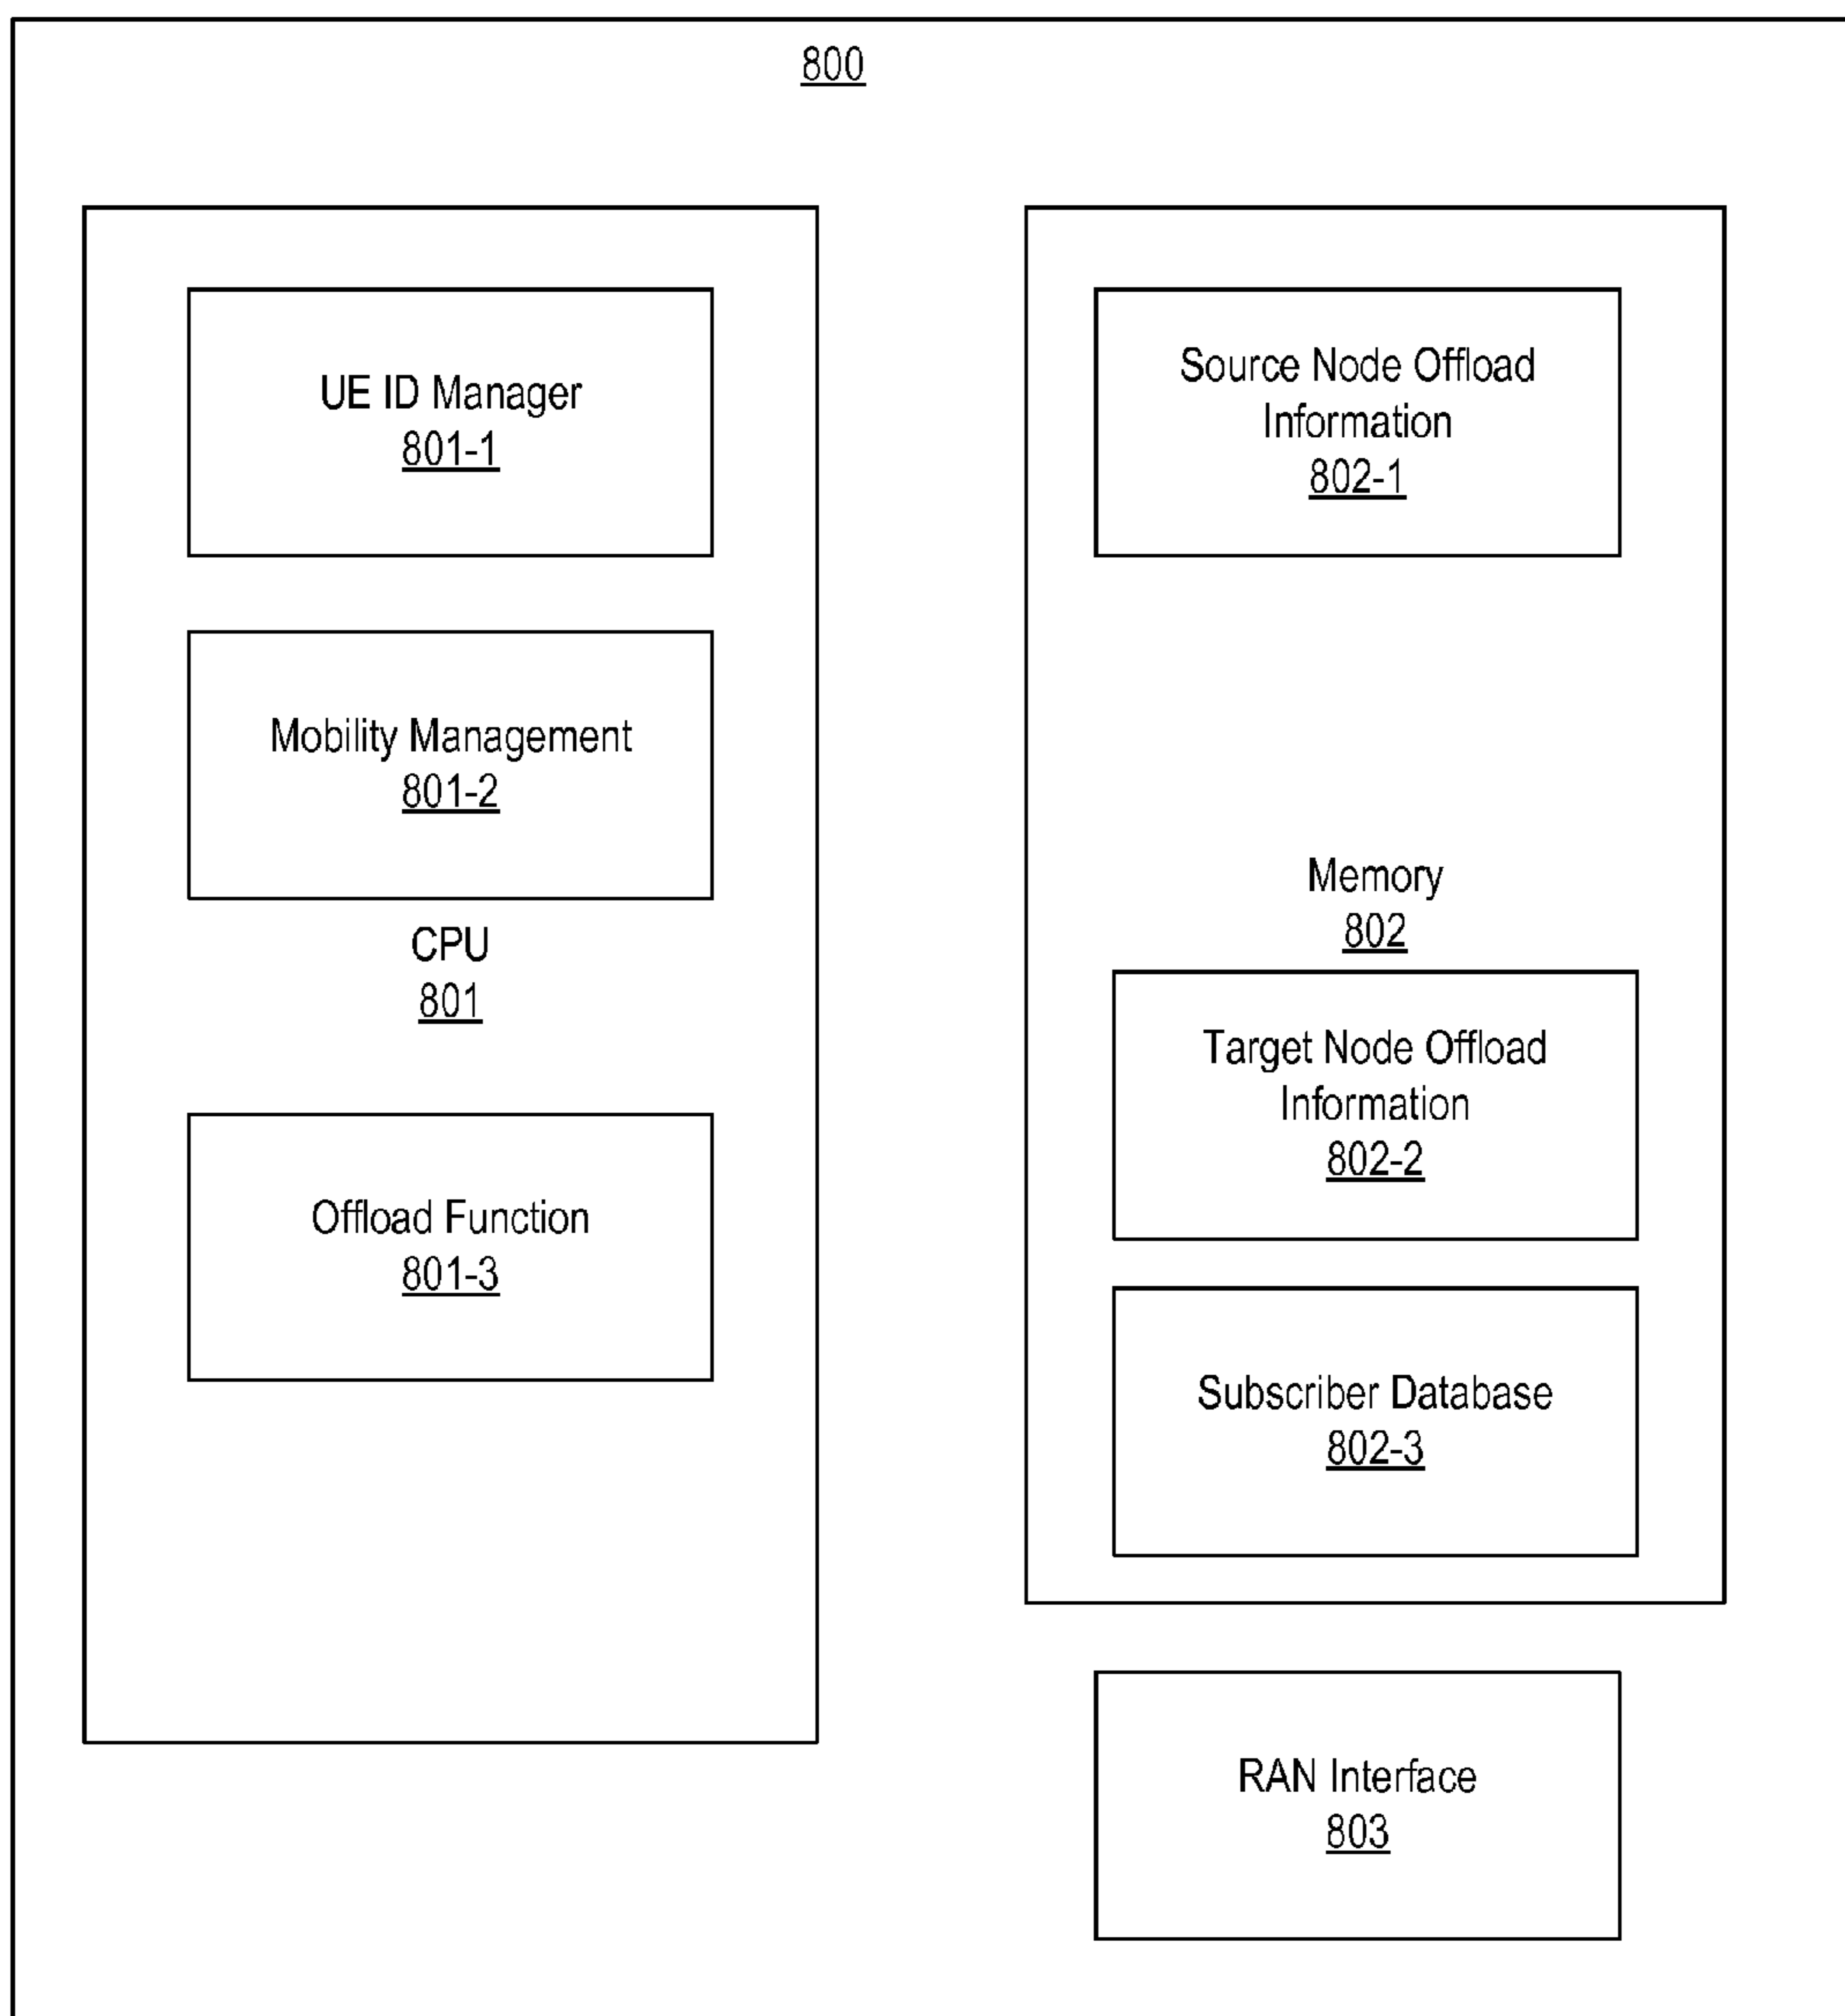 800
UE ID Manager
801-1
Mobility Management
801-2
CPU
801
Offload Function
801-3
Source Node Offload
Information
802-1
Memory
802
Target Node Offload
Information
802-2
Subscriber Database
802-3
RAN Interface
803